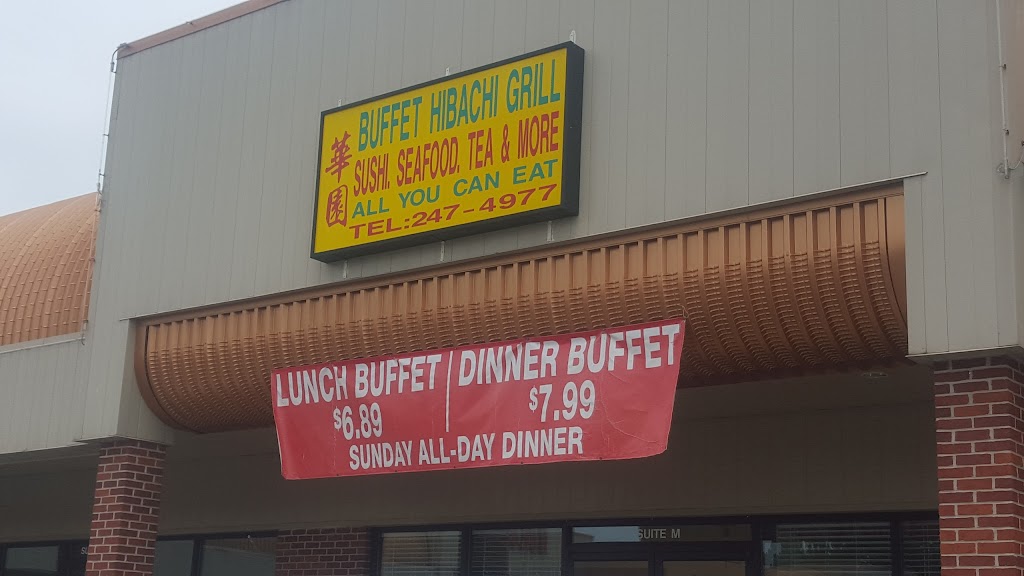 BUFFET HIBACHI GRILL
華園
SUSHI, SEAFOOD, TEA & MORE
ALL YOU CAN EAT
TEL:247-4977
LUNCH BUFFET
$6.89
DINNER BUFFET
$7.99
SUNDAY ALL-DAY DINNER
SUITE M